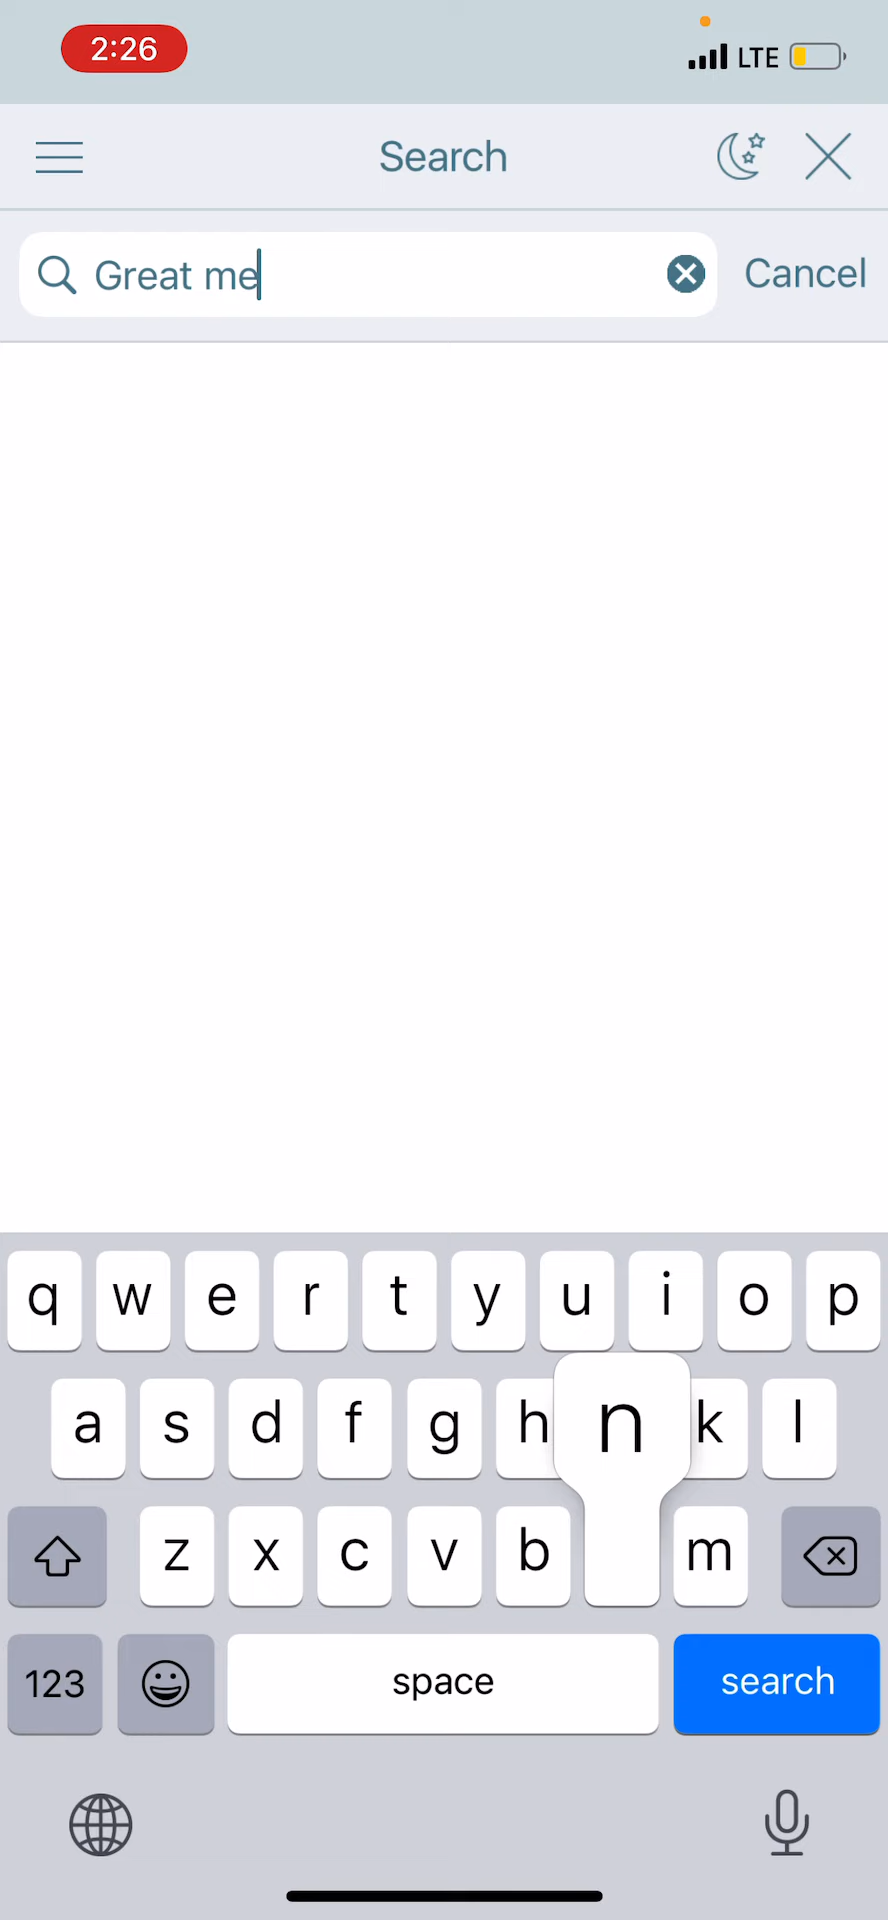 2:26 LTE
Search
Great me Cancel
q w e r t y u i o p
a s d f g h n k l
z x c v b m
123 space search